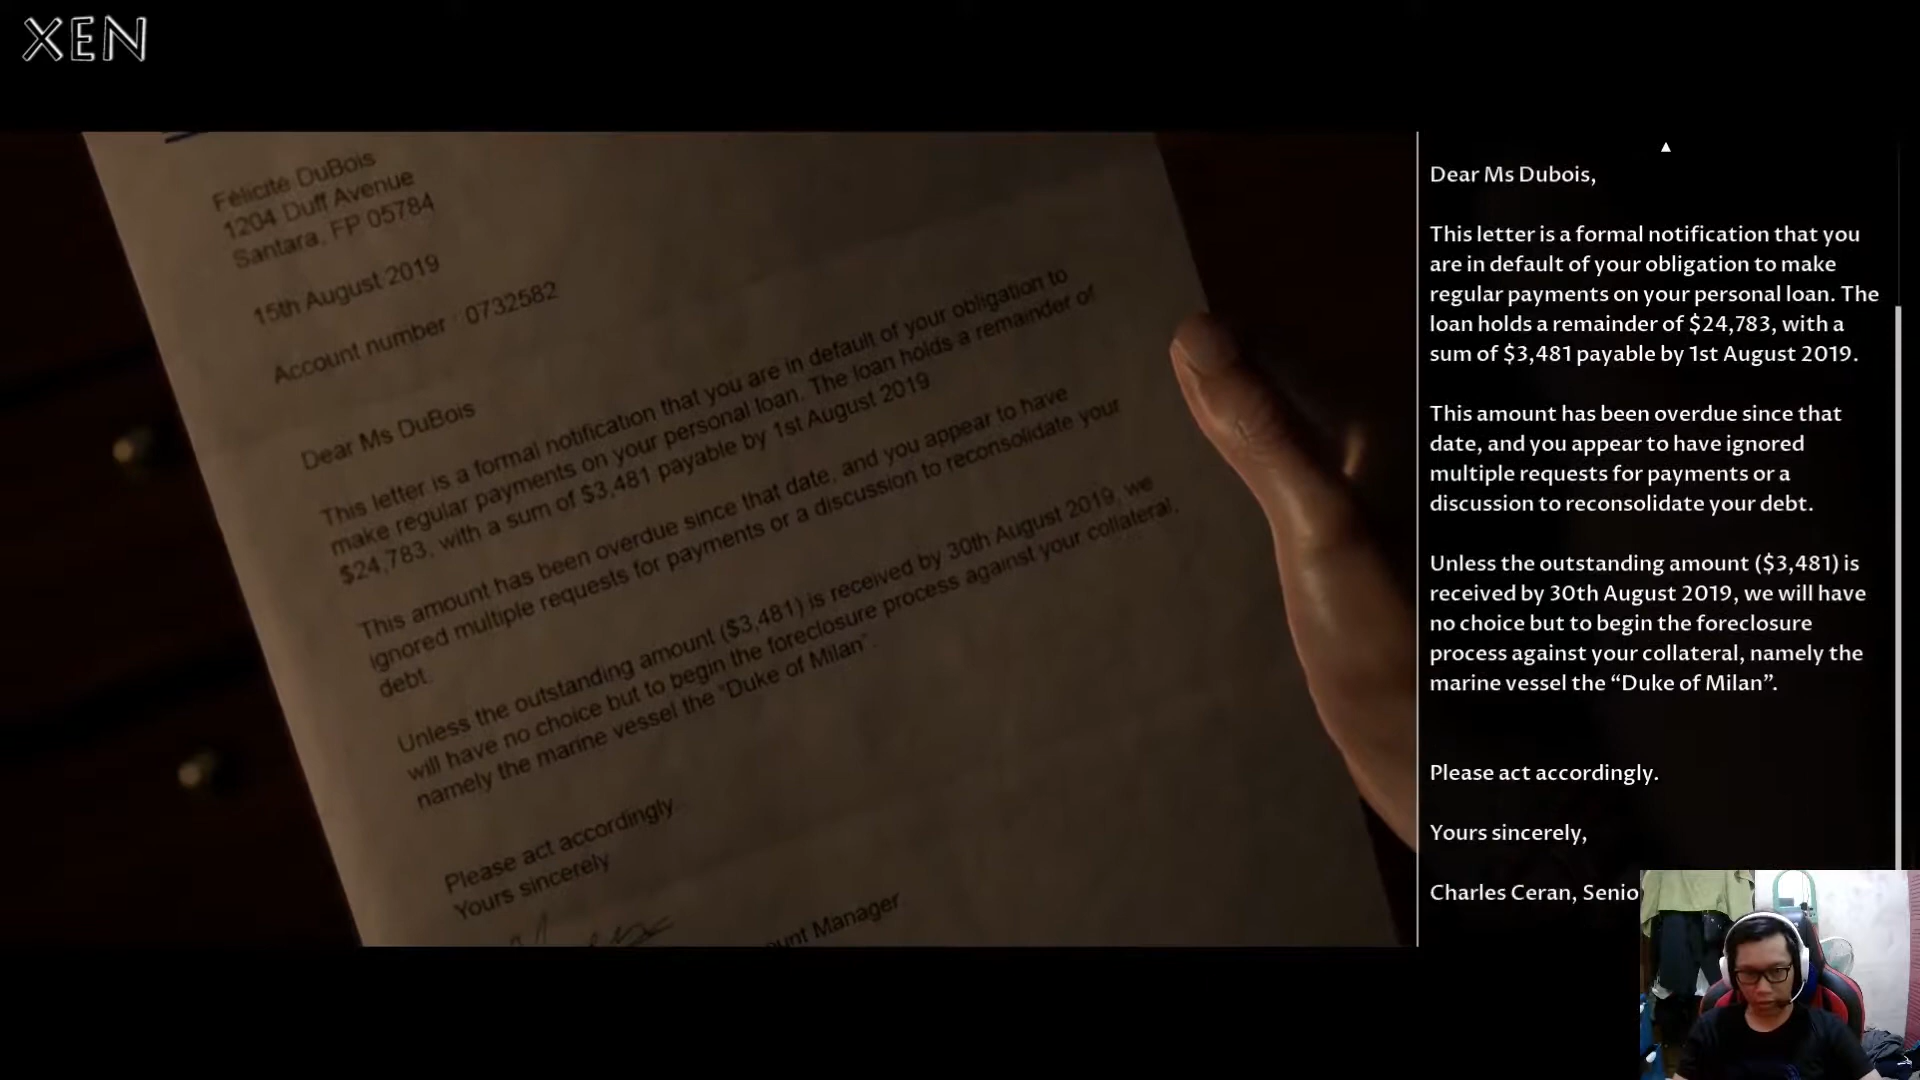 XEN
Félicité DuBois
1204 Duff Avenue
Santara, FP 05784
15th August 2019
Account number : 0732582
Dear Ms DuBois
This letter is a formal notification that you are in default of your obligation to
make regular payments on your personal loan. The loan holds a remainder of
$24,783, with a sum of $3,481 payable by 1st August 2019
This amount has been overdue since that date, and you appear to have
ignored multiple requests for payments or a discussion to reconsolidate your
debt.
Unless the outstanding amount ($3,481) is received by 30th August 2019, we
will have no choice but to begin the foreclosure process against your collateral,
namely the marine vessel the "Duke of Milan".
Please act accordingly.
Yours sincerely
Manager
Dear Ms Dubois,
This letter is a formal notification that you
are in default of your obligation to make
regular payments on your personal loan. The
loan holds a remainder of $24,783, with a
sum of $3,481 payable by 1st August 2019.
This amount has been overdue since that
date, and you appear to have ignored
multiple requests for payments or a
discussion to reconsolidate your debt.
Unless the outstanding amount ($3,481) is
received by 30th August 2019, we will have
no choice but to begin the foreclosure
process against your collateral, namely the
marine vessel the “Duke of Milan”.
Please act accordingly.
Yours sincerely,
Charles Ceran, Senio